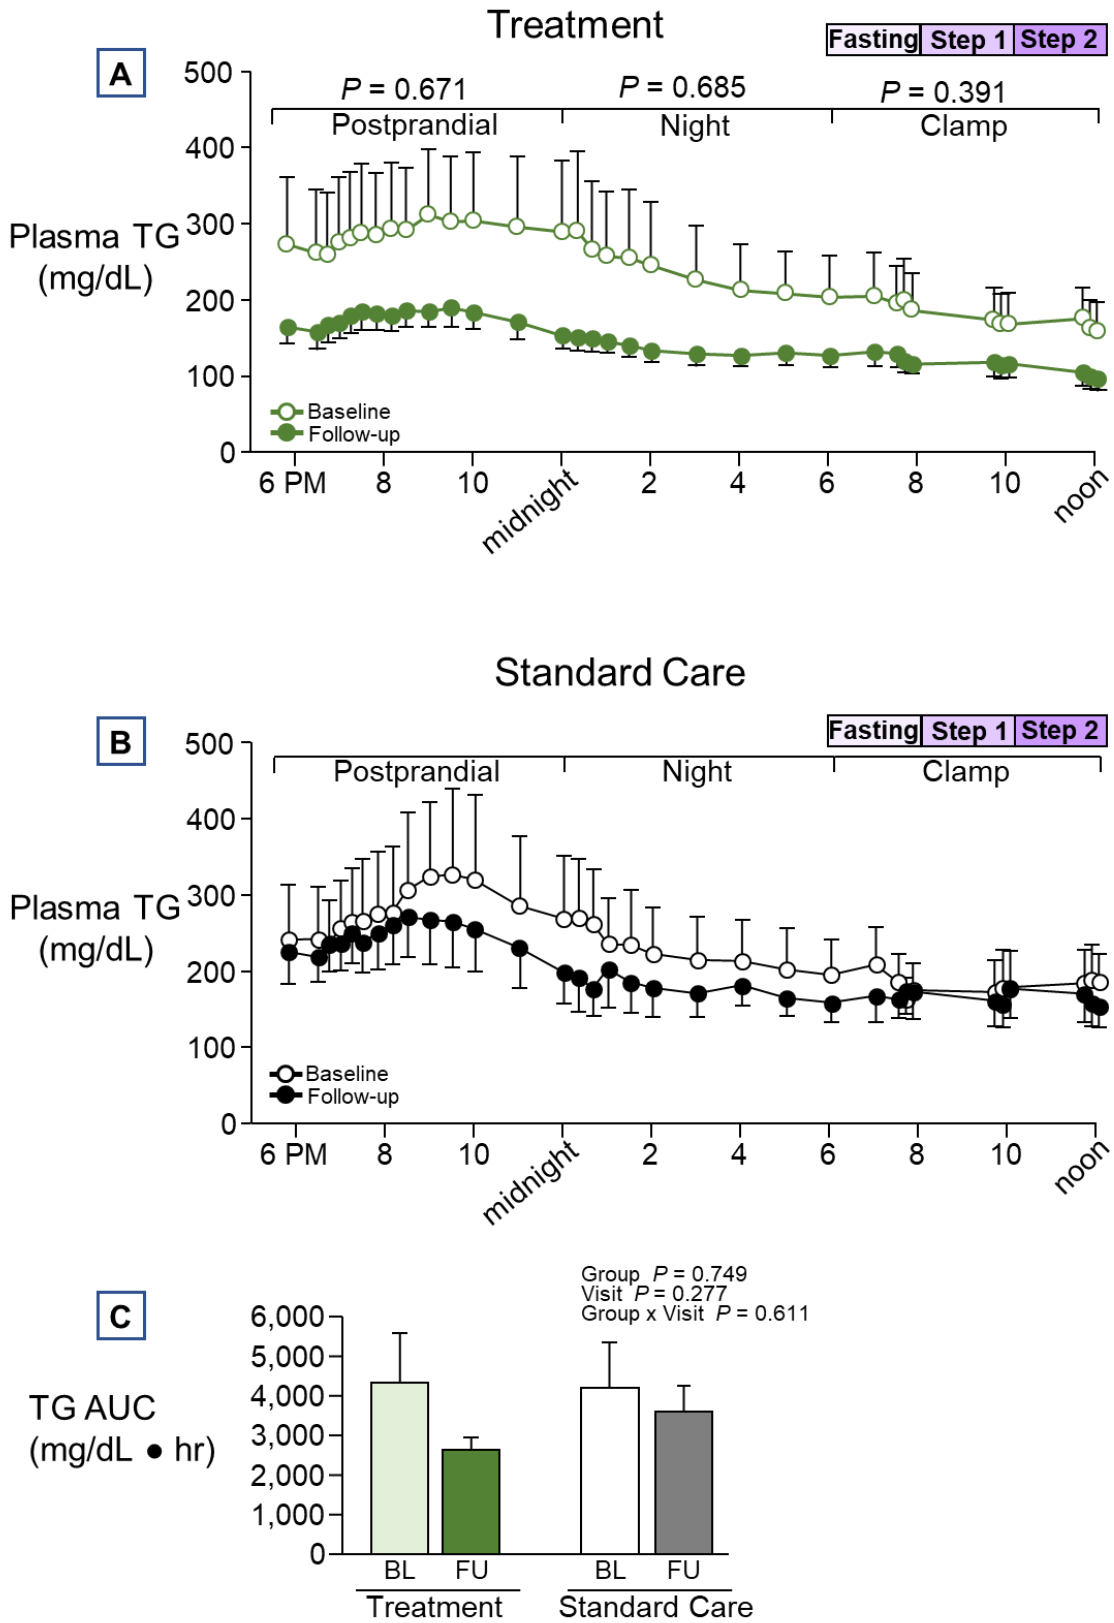 Treatment
A
Fasting Step 1 Step 2
500
P = 0.671 P = 0.685 P = 0.391
Postprandial Night Clamp
400
300
Plasma TG
(mg/dL)
200
100
Baseline
Follow-up
0
6 PM 8 10 midnight 2 4 6 8 10 noon
Standard Care
B
Fasting Step 1 Step 2
500
Postprandial Night Clamp
400
300
Plasma TG
(mg/dL)
200
100
Baseline
Follow-up
0
6 PM 8 10 midnight 2 4 6 8 10 noon
C
Group P = 0.749
Visit P = 0.277
Group x Visit P = 0.611
6,000
5,000
4,000
TG AUC
(mg/dL • hr)
3,000
2,000
1,000
0
BL FU BL FU
Treatment Standard Care